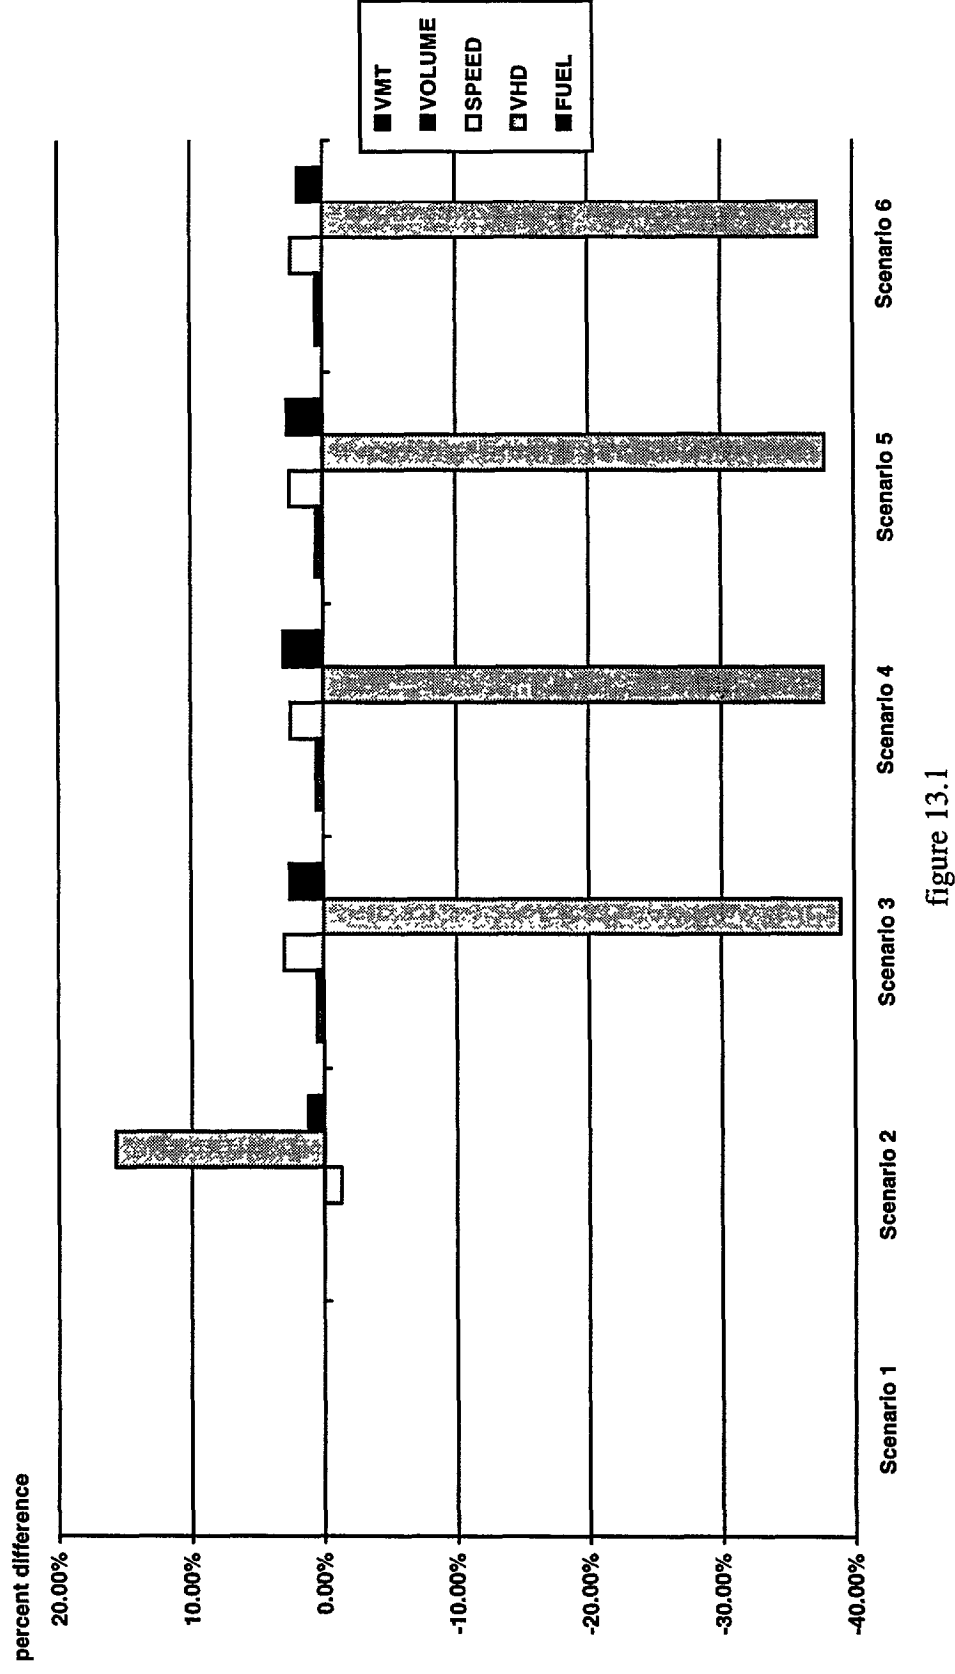 percent difference
20.00%
10.00%
0.00%
-10.00%
-20.00%
-30.00%
-40.00%
Scenario 1
Scenario 2
Scenario 3
Scenario 4
Scenario 5
Scenario 6
VMT
VOLUME
SPEED
VHD
FUEL
figure 13.1